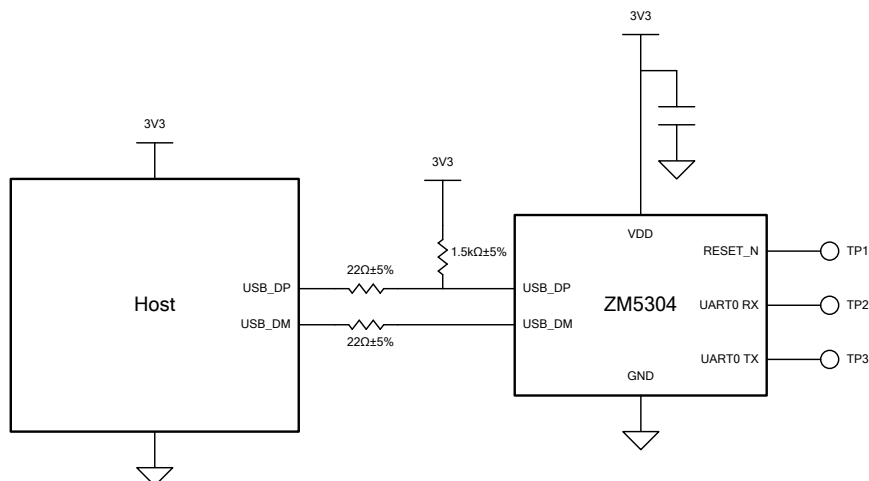 3V3
3V3
3V3
VDD
RESET_N
TP1
1.5kΩ±5%
22Ω±5%
USB_DP
USB_DP
Host
ZM5304
UART0 RX
TP2
USB_DM
USB_DM
22Ω±5%
UART0 TX
TP3
GND